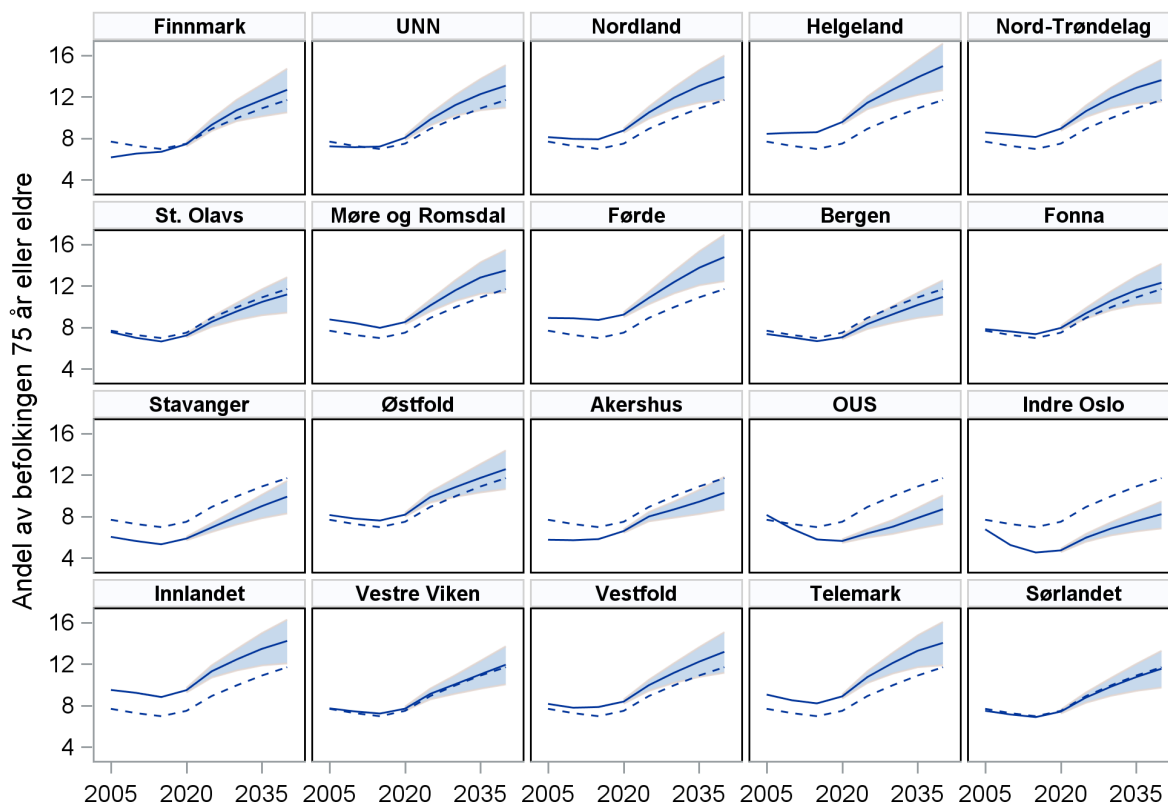 Andel av befolkingen 75 år eller eldre
Finnmark UNN Nordland Helgeland Nord-Trøndelag
16
12
8
4
St. Olavs Møre og Romsdal Førde Bergen Fonna
16
12
8
4
Stavanger Østfold Akershus OUS Indre Oslo
16
12
8
4
Innlandet Vestre Viken Vestfold Telemark Sørlandet
16
12
8
4
2005 2020 2035 2005 2020 2035 2005 2020 2035 2005 2020 2035 2005 2020 2035